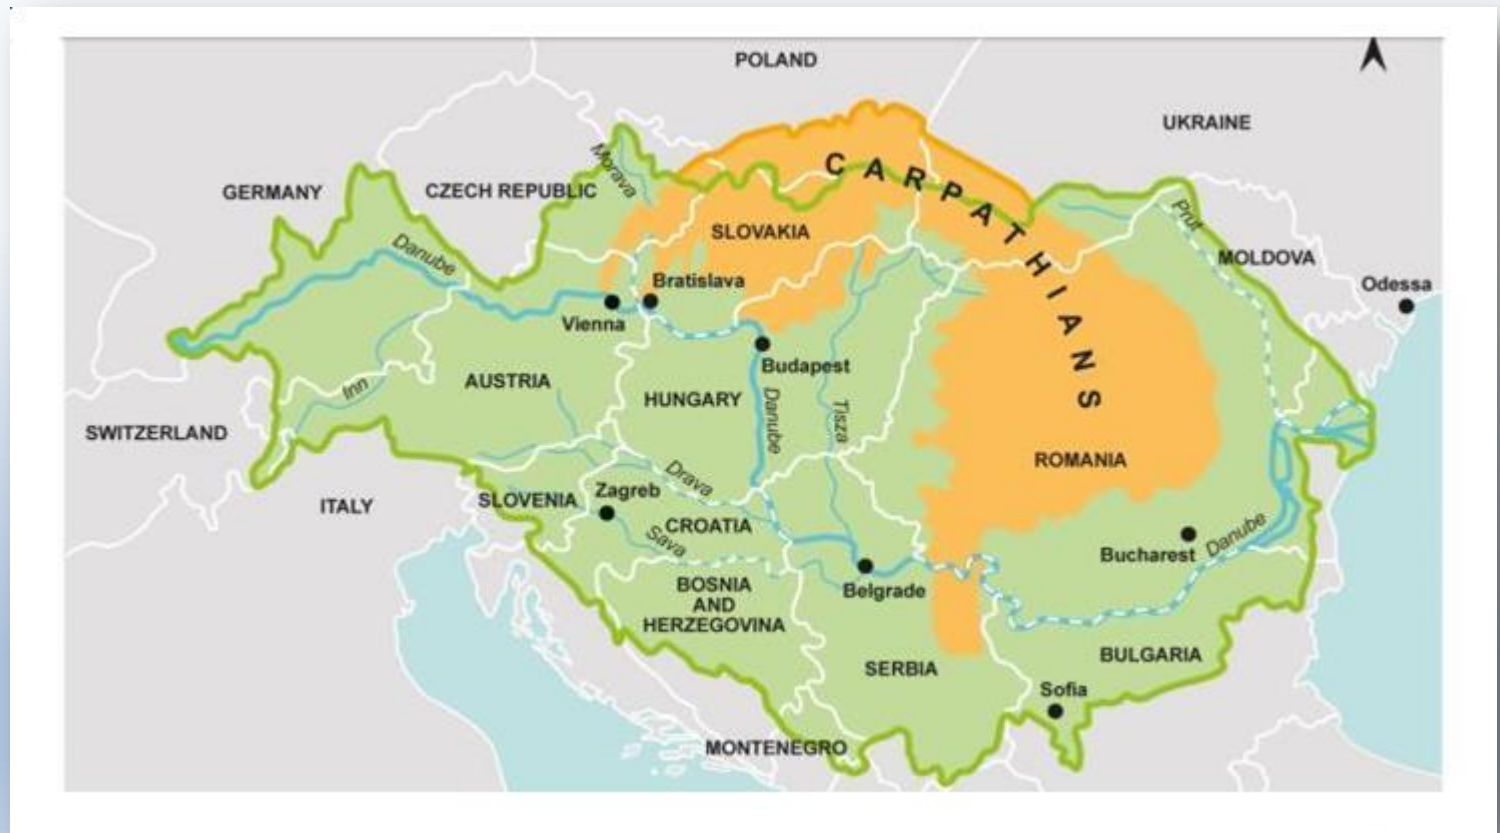 POLAND
UKRAINE
CARPATHIANS
Morava
GERMANY
CZECH REPUBLIC
SLOVAKIA
Prut
MOLDOVA
Danube
Bratislava
Odessa
Vienna
Budapest
AUSTRIA
Inn
HUNGARY
Danube
Tisza
SWITZERLAND
ROMANIA
Drava
ITALY
SLOVENIA
Zagreb
CROATIA
Sava
Bucharest
Danube
BOSNIA
AND
HERZEGOVINA
Belgrade
SERBIA
BULGARIA
Sofia
MONTENEGRO